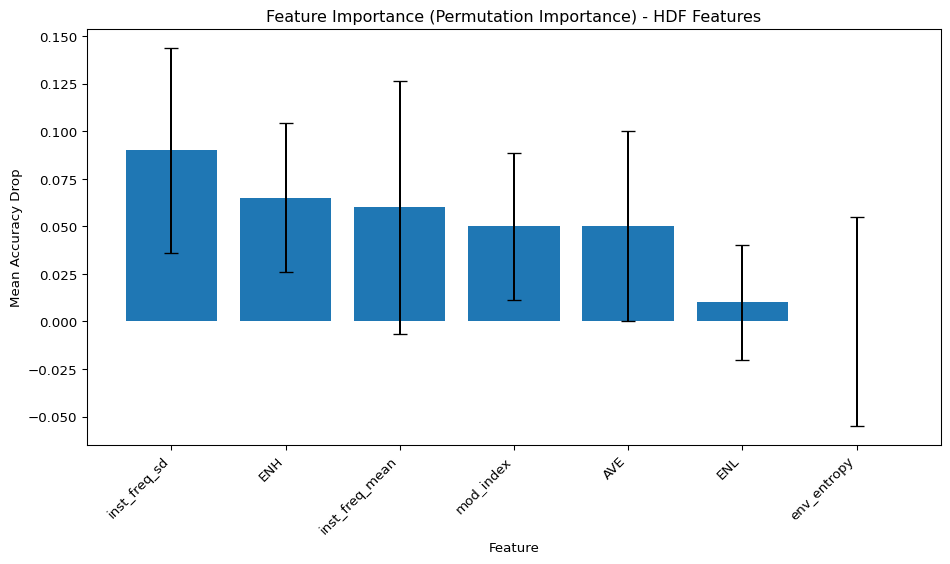 Feature Importance (Permutation Importance) - HDF Features
Mean Accuracy Drop
0.150
0.125
0.100
0.075
0.050
0.025
0.000
−0.025
−0.050
inst_freq_sd
ENH
inst_freq_mean
mod_index
AVE
ENL
env_entropy
Feature